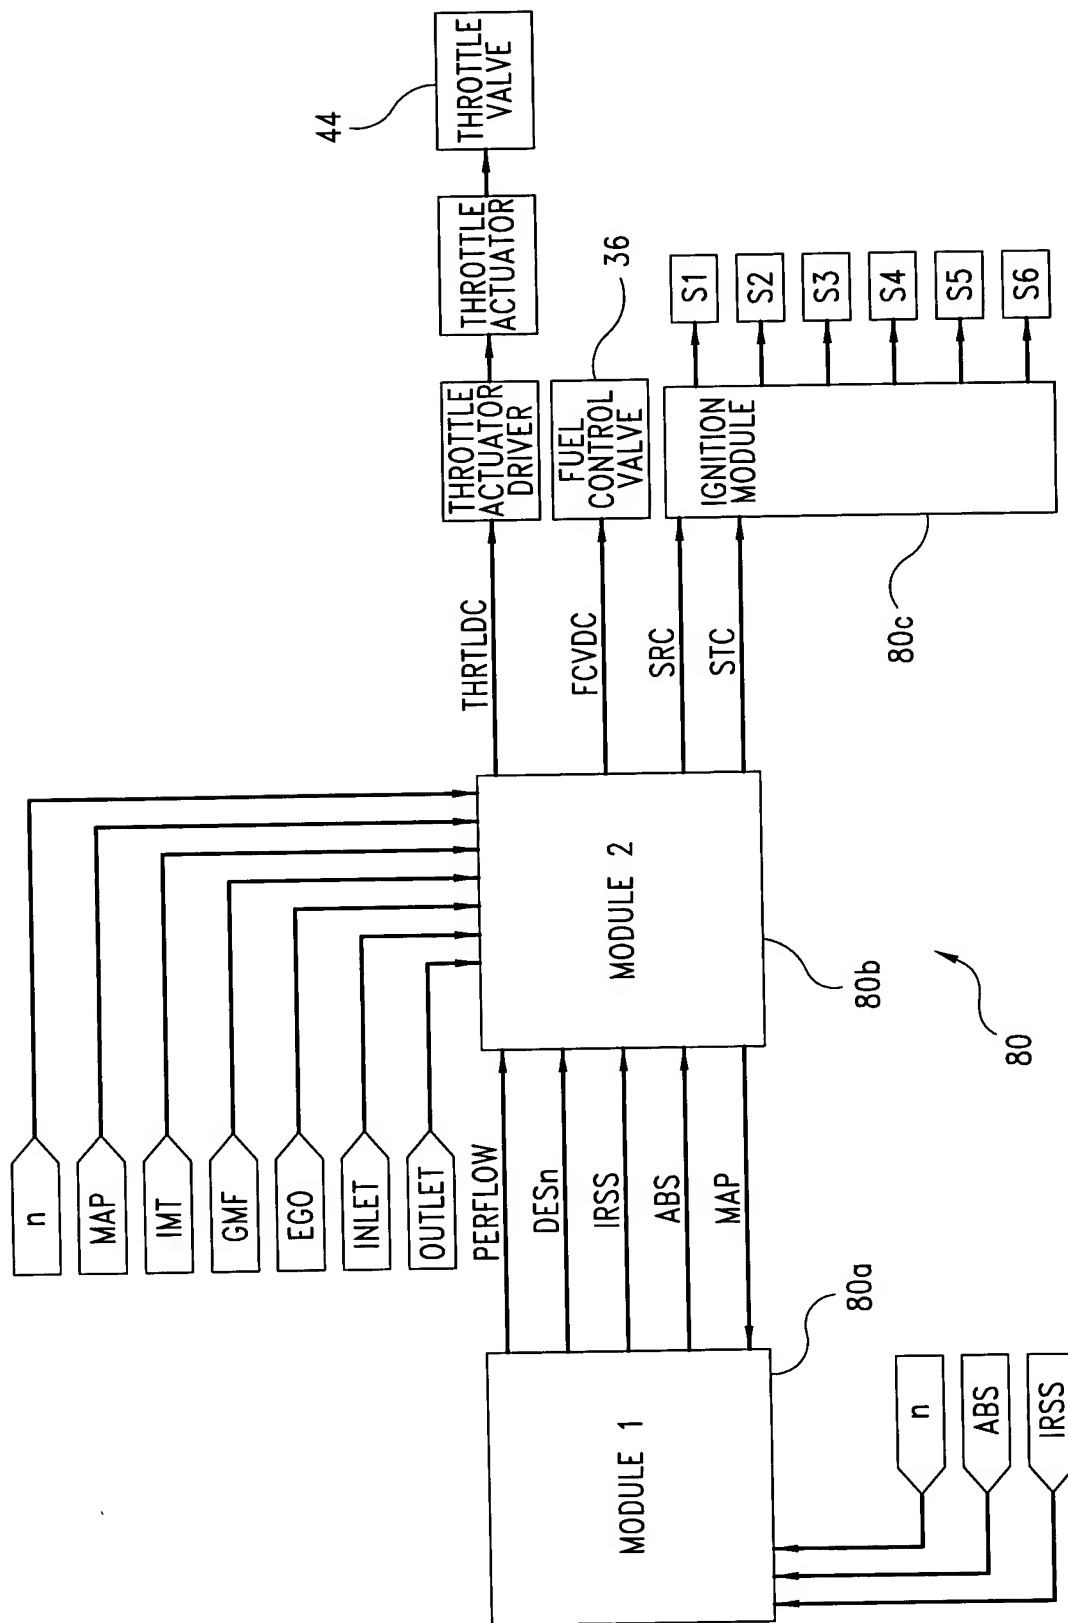 n
MAP
IMT
GMF
EGO
INLET
OUTLET
44
THROTTLE
VALVE
THROTTLE
ACTUATOR
THROTTLE
ACTUATOR
DRIVER
THRTLDC
36
FUEL
CONTROL
VALVE
FCVDC
SRC
STC
IGNITION
MODULE
S1
S2
S3
S4
S5
S6
80c
MODULE 2
80b
PERFLOW
DESn
IRSS
ABS
MAP
MODULE 1
80a
n
ABS
IRSS
80